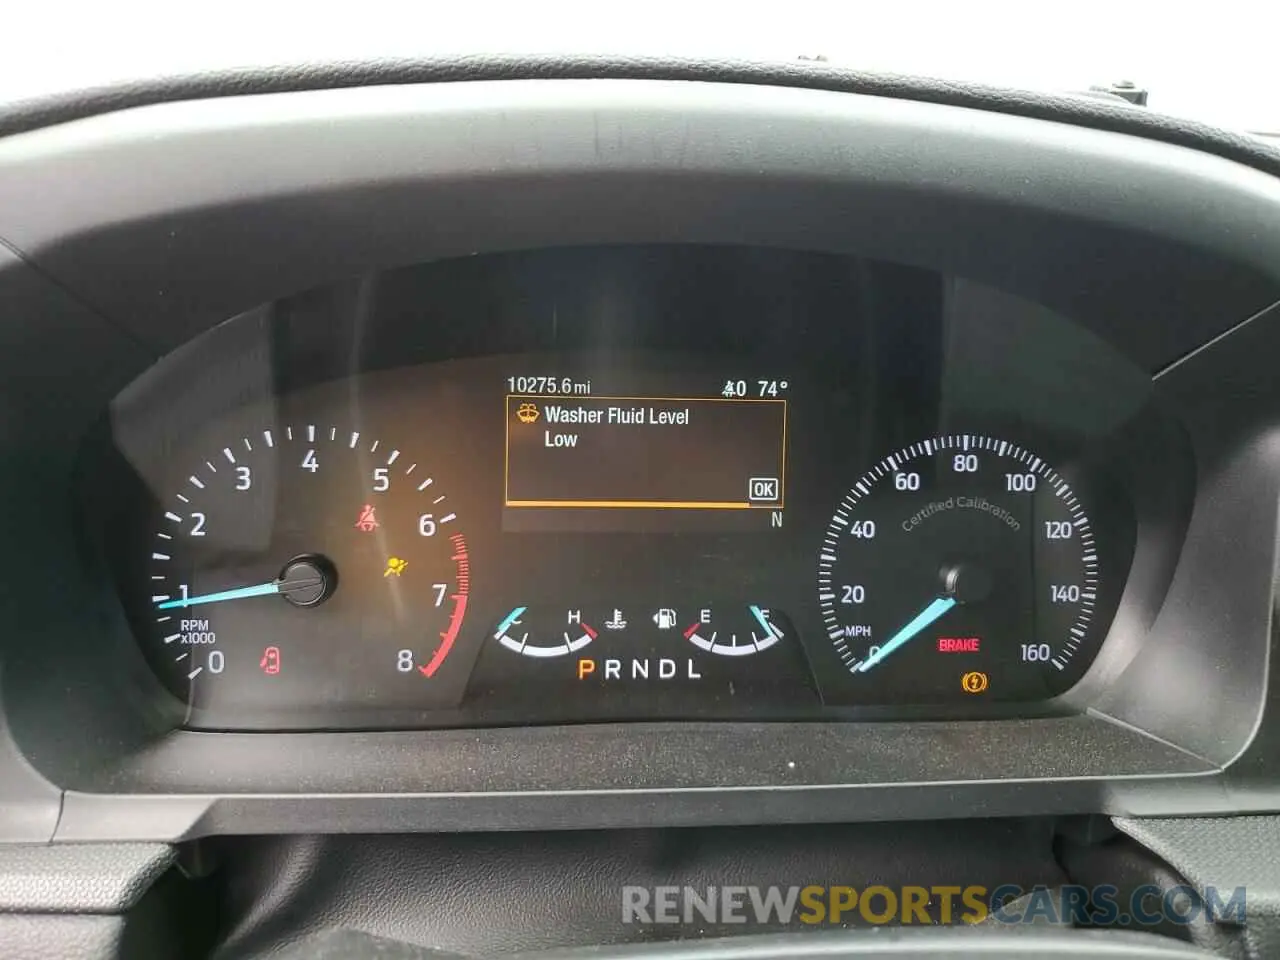 10275.6 mi 0 74°
Washer Fluid Level
Low
OK
N
0 1 2 3 4 5 6 7 8
RPM
x1000
C H E F
P R N D L
0 20 40 60 80 100 120 140 160
Certified Calibration
MPH
BRAKE
RENEWSPORTSCARS.COM